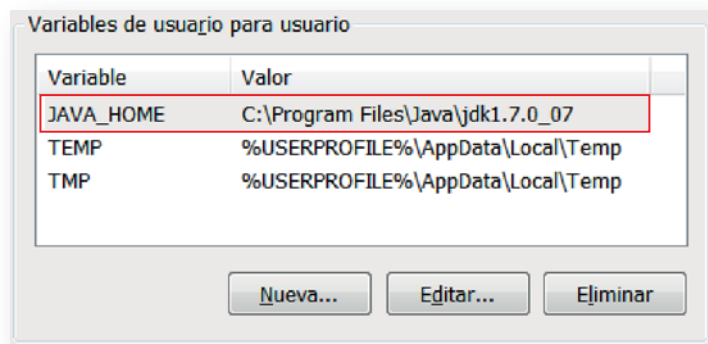 Variables de usuario para usuario
Variable Valor
JAVA_HOME C:\Program Files\Java\jdk1.7.0_07
TEMP %USERPROFILE%\AppData\Local\Temp
TMP %USERPROFILE%\AppData\Local\Temp
Nueva... Editar... Eliminar